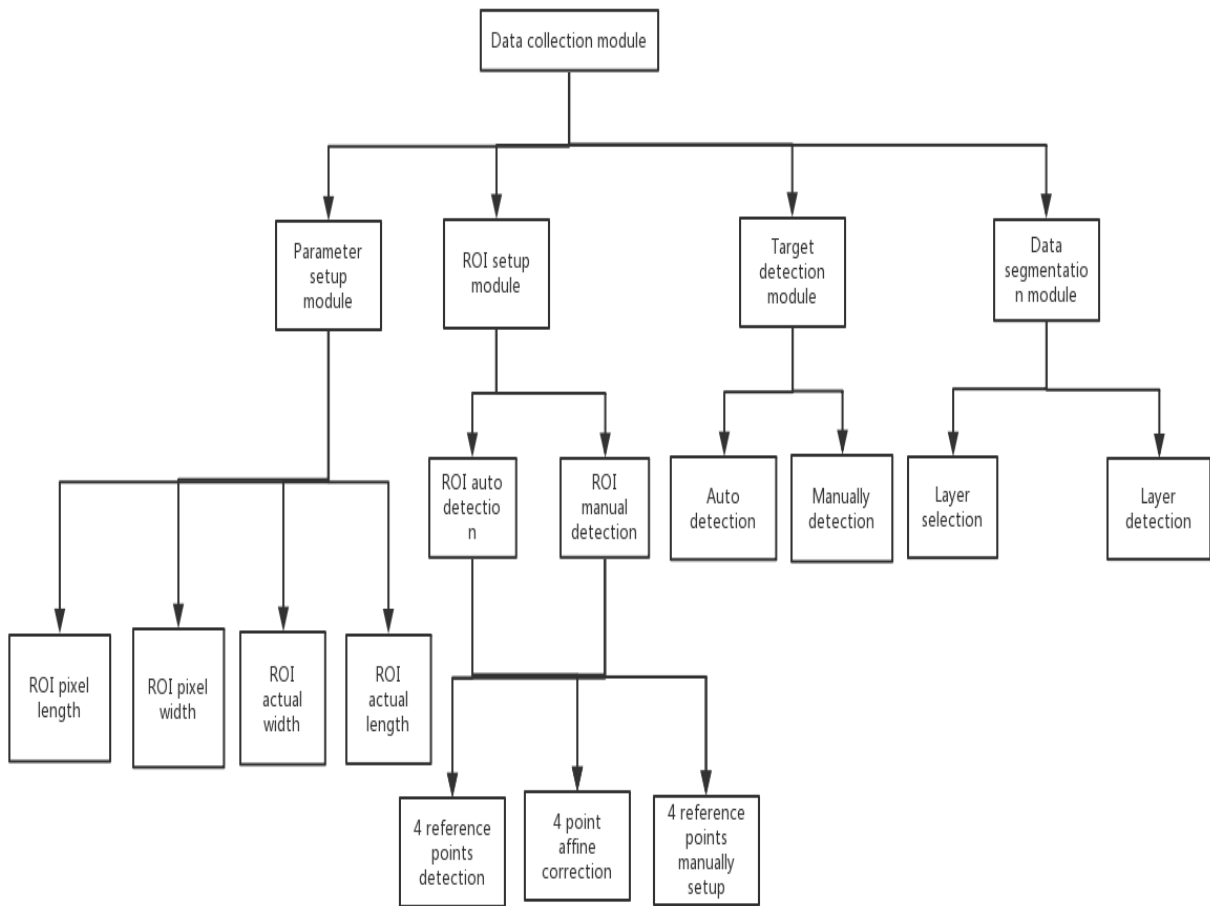 Data collection module
Parameter
setup
module
ROI setup
module
Target
detection
module
Data
segmentatio
n module
ROI auto
detectio
n
ROI
manual
detection
Auto
detection
Manually
detection
Layer
selection
Layer
detection
ROI pixel
length
ROI pixel
width
ROI
actual
width
ROI
actual
length
4 reference
points
detection
4 point
affine
correction
4 reference
points
manually
setup